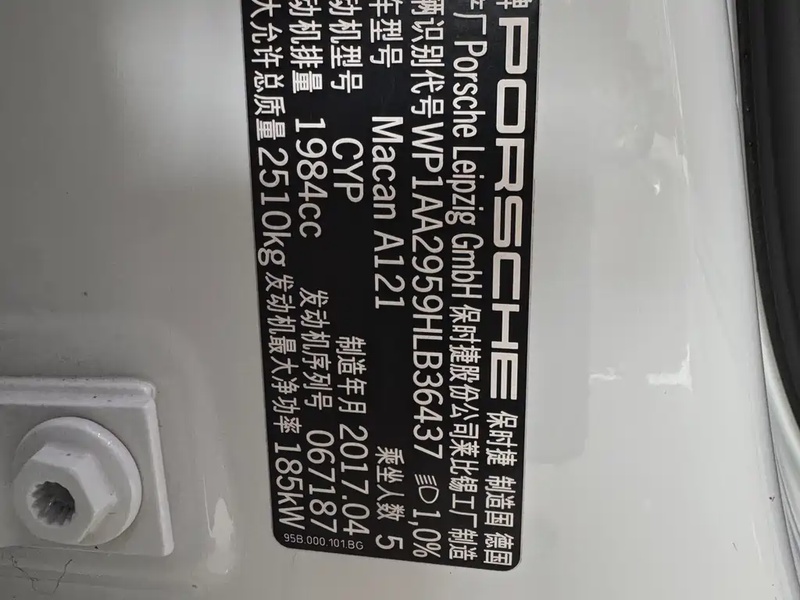 牌 PORSCHE 保时捷 制造国 德国
产厂 Porsche Leipzig GmbH 保时捷股份公司莱比锡工厂制造
辆识别代号 WP1AA2959HLB36437 1,0%
车型号 Macan A121 乘坐人数 5
动机型号 CYP 制造年月 2017.04
动机排量 1984cc 发动机序列号 067187
大允许总质量 2510kg 发动机最大净功率 185kW
95B.000.101.BG